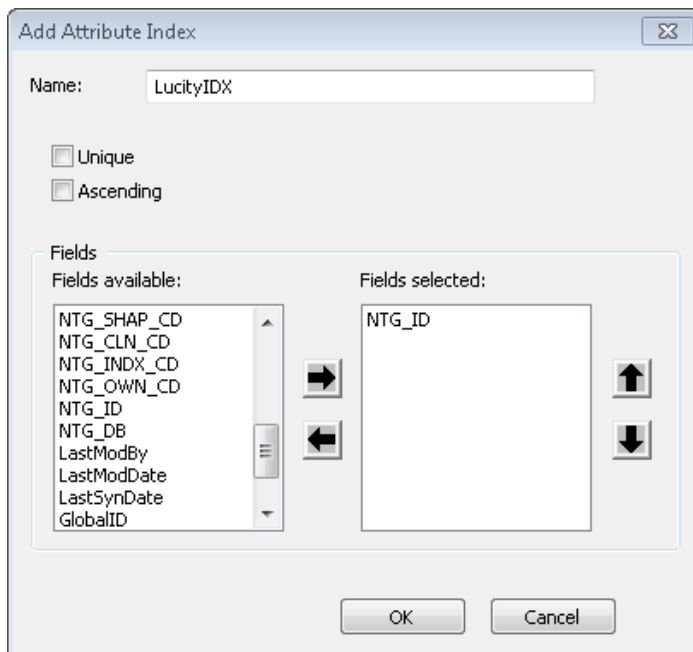 Add Attribute Index
Name: LucityIDX
Unique
Ascending
Fields
Fields available:
NTG_SHAP_CD
NTG_CLN_CD
NTG_INDX_CD
NTG_OWN_CD
NTG_ID
NTG_DB
LastModBy
LastModDate
LastSynDate
GlobalID
Fields selected:
NTG_ID
OK
Cancel